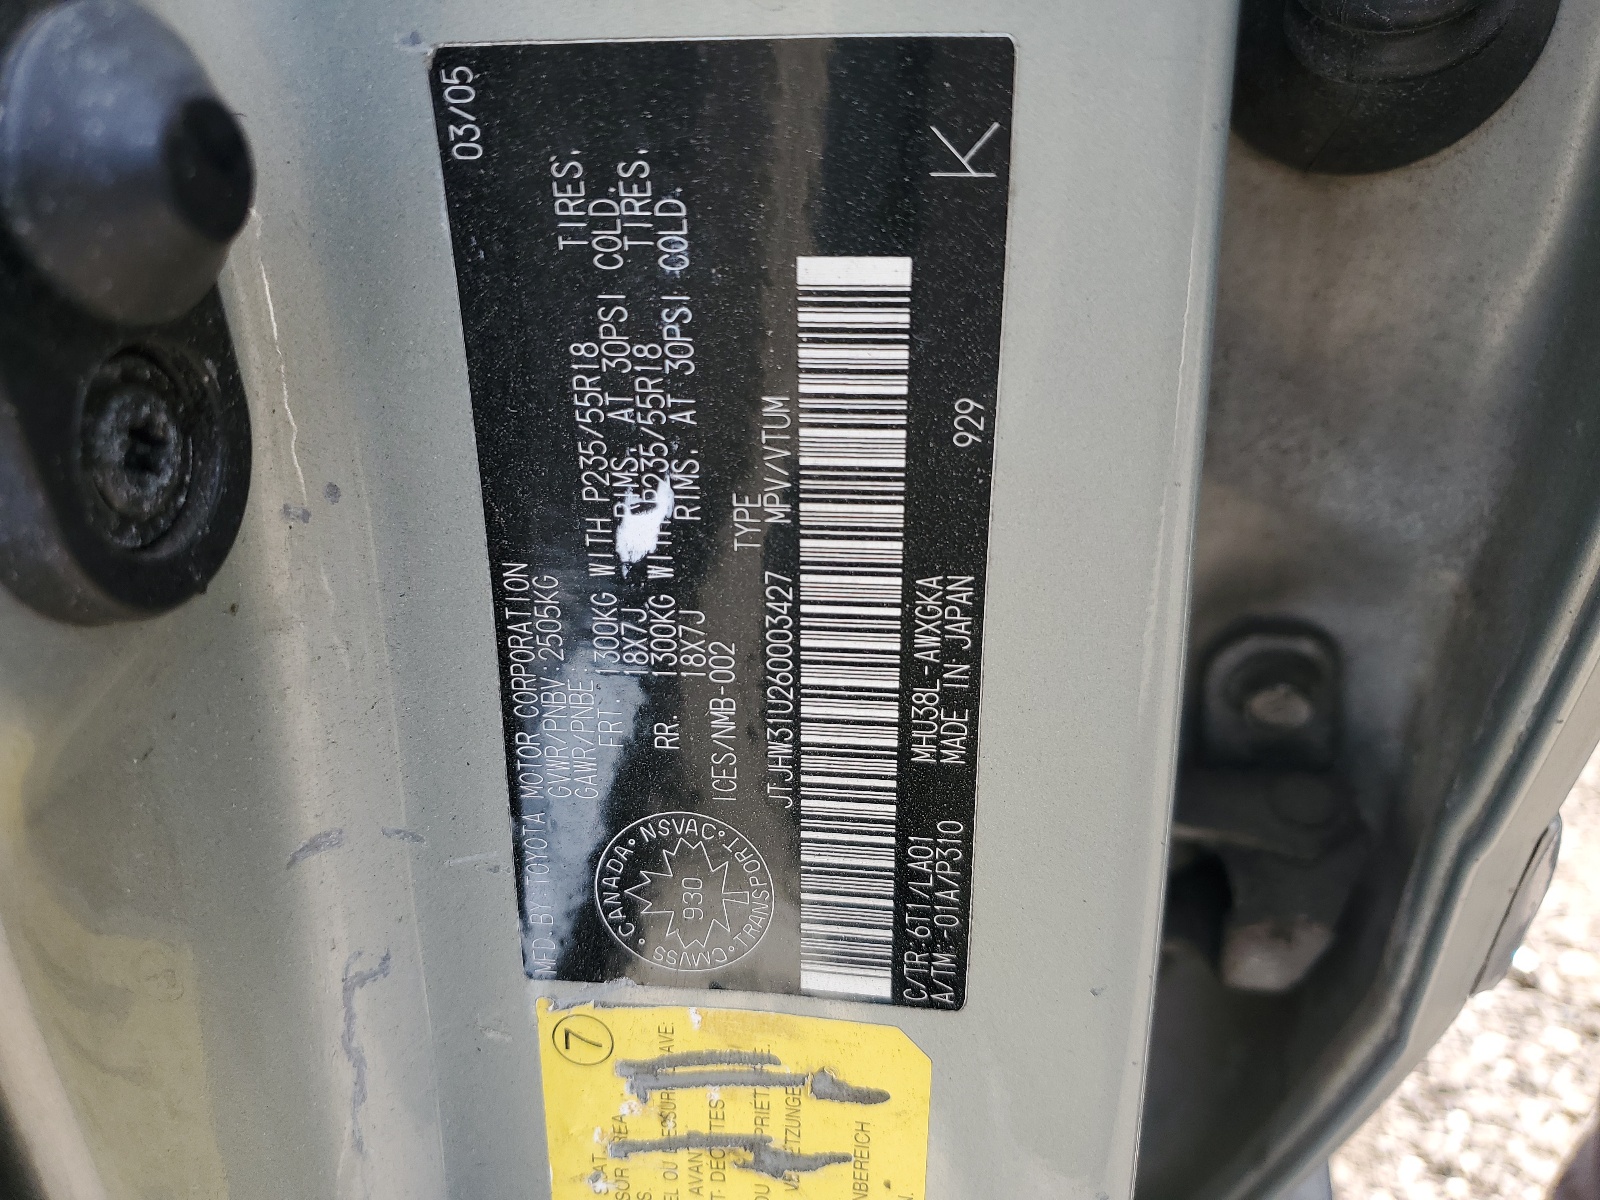 MFD.BY:TOYOTA MOTOR CORPORATION 03/05
GVWR/PNBV: 2505KG
GAWR/PNBE:
FRT. 1300KG WITH P235/55R18 TIRES,
18X7J RIMS, AT 30PSI COLD.
RR. 1300KG WITH P235/55R18 TIRES,
18X7J RIMS, AT 30PSI COLD.
ICES/NMB-002
TYPE
JTJHW31U260003427 MPV/VTUM
CANADA • NSVAC • TRANSPORT • CMVSS
930
MHU38L-AWXGKA 929
C/TR:6T1/LA01 MADE IN JAPAN
A/TM:-01A/P310
K
7
AVE:
AVANT
NBEREICH